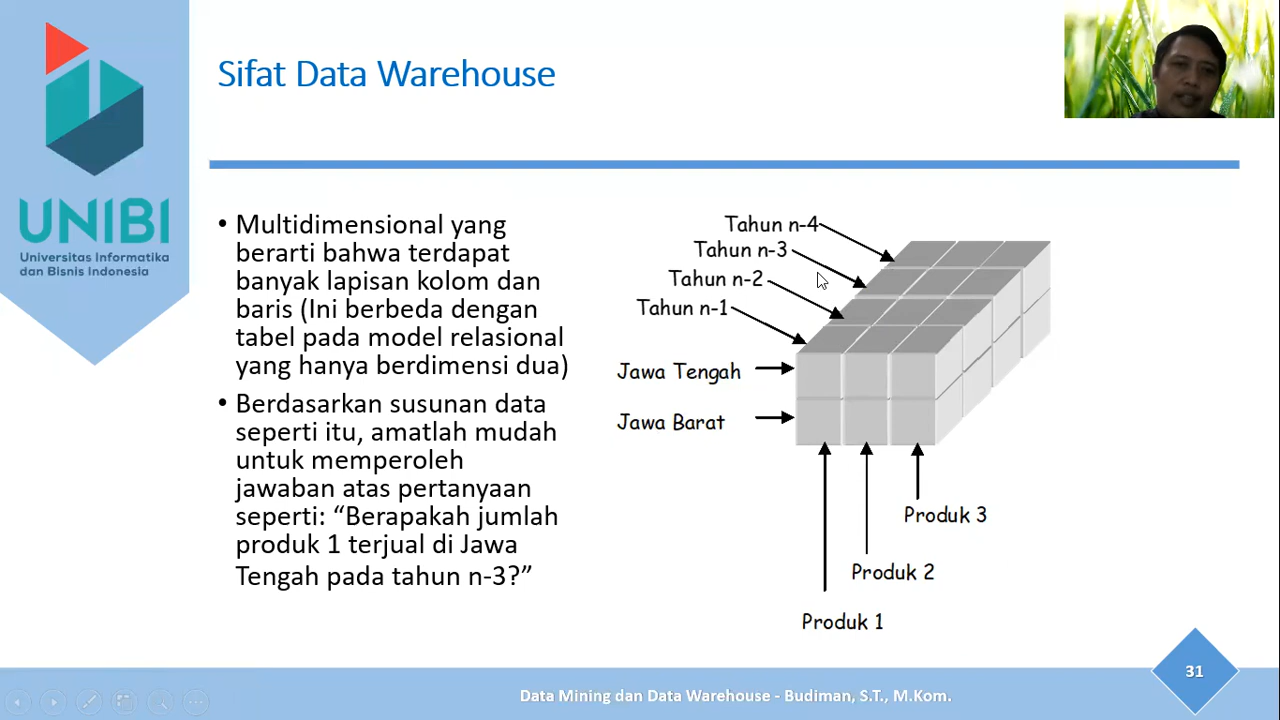 Sifat Data Warehouse
UNIBI
Universitas Informatika
dan Bisnis Indonesia
• Multidimensional yang
berarti bahwa terdapat
banyak lapisan kolom dan
baris (Ini berbeda dengan
tabel pada model relasional
yang hanya berdimensi dua)
• Berdasarkan susunan data
seperti itu, amatlah mudah
untuk memperoleh
jawaban atas pertanyaan
seperti: “Berapakah jumlah
produk 1 terjual di Jawa
Tengah pada tahun n-3?”
Tahun n-4
Tahun n-3
Tahun n-2
Tahun n-1
Jawa Tengah
Jawa Barat
Produk 3
Produk 2
Produk 1
31
Data Mining dan Data Warehouse - Budiman, S.T., M.Kom.